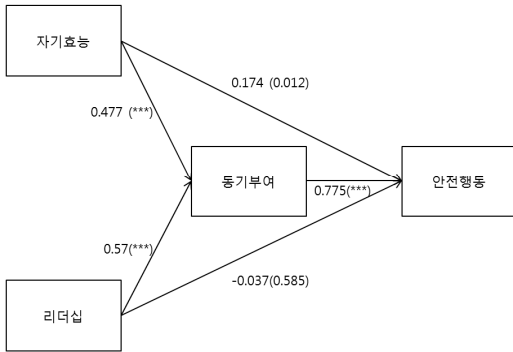 자기효능
0.174 (0.012)
0.477 (***)
동기부여
안전행동
0.775(***)
0.57(***)
-0.037(0.585)
리더십